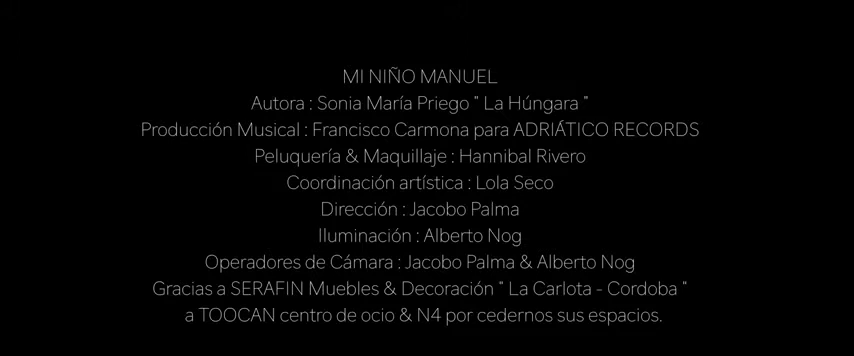 MI NIÑO MANUEL
Autora : Sonia María Priego " La Húngara "
Producción Musical : Francisco Carmona para ADRIÁTICO RECORDS
Peluquería & Maquillaje : Hannibal Rivero
Coordinación artística : Lola Seco
Dirección : Jacobo Palma
Iluminación : Alberto Nog
Operadores de Cámara : Jacobo Palma & Alberto Nog
Gracias a SERAFIN Muebles & Decoración " La Carlota - Cordoba "
a TOOCAN centro de ocio & N4 por cedernos sus espacios.